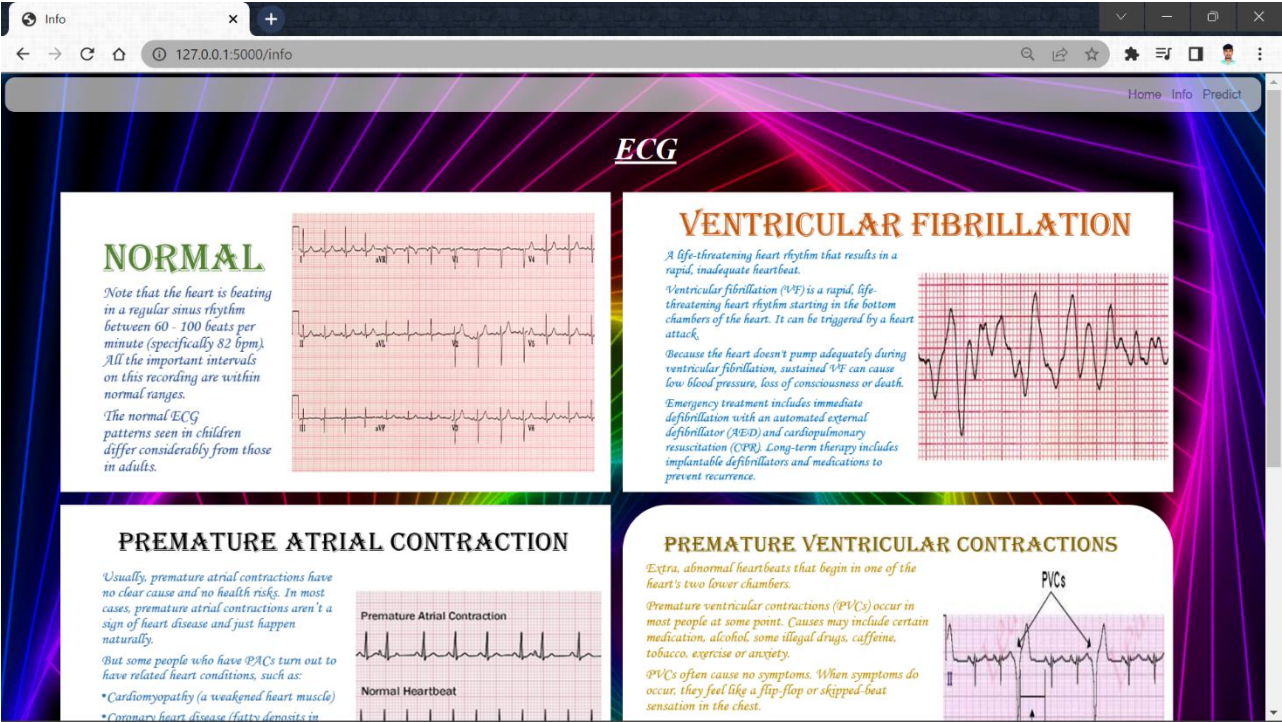 Info
127.0.0.1:5000/info
Home Info Predict
ECG
NORMAL
Note that the heart is beating
in a regular sinus rhythm
between 60 - 100 beats per
minute (specifically 82 bpm).
All the important intervals
on this recording are within
normal ranges.
The normal ECG
patterns seen in children
differ considerably from those
in adults.
I aVR V1 V4
II aVL V2 V5
III aVF V3 V6
VENTRICULAR FIBRILLATION
A life-threatening heart rhythm that results in a
rapid, inadequate heartbeat.
Ventricular fibrillation (VF) is a rapid, life-
threatening heart rhythm starting in the bottom
chambers of the heart. It can be triggered by a heart
attack.
Because the heart doesn't pump adequately during
ventricular fibrillation, sustained VF can cause
low blood pressure, loss of consciousness or death.
Emergency treatment includes immediate
defibrillation with an automated external
defibrillator (AED) and cardiopulmonary
resuscitation (CPR). Long-term therapy includes
implantable defibrillators and medications to
prevent recurrence.
PREMATURE ATRIAL CONTRACTION
Usually, premature atrial contractions have
no clear cause and no health risks. In most
cases, premature atrial contractions aren't a
sign of heart disease and just happen
naturally.
But some people who have PACs turn out to
have related heart conditions, such as:
•Cardiomyopathy (a weakened heart muscle)
•Coronary heart disease (fatty deposits in
Premature Atrial Contraction
Normal Heartbeat
PREMATURE VENTRICULAR CONTRACTIONS
Extra, abnormal heartbeats that begin in one of the
heart's two lower chambers.
Premature ventricular contractions (PVCs) occur in
most people at some point. Causes may include certain
medication, alcohol, some illegal drugs, caffeine,
tobacco, exercise or anxiety.
PVCs often cause no symptoms. When symptoms do
occur, they feel like a flip-flop or skipped-beat
sensation in the chest.
PVCs
II